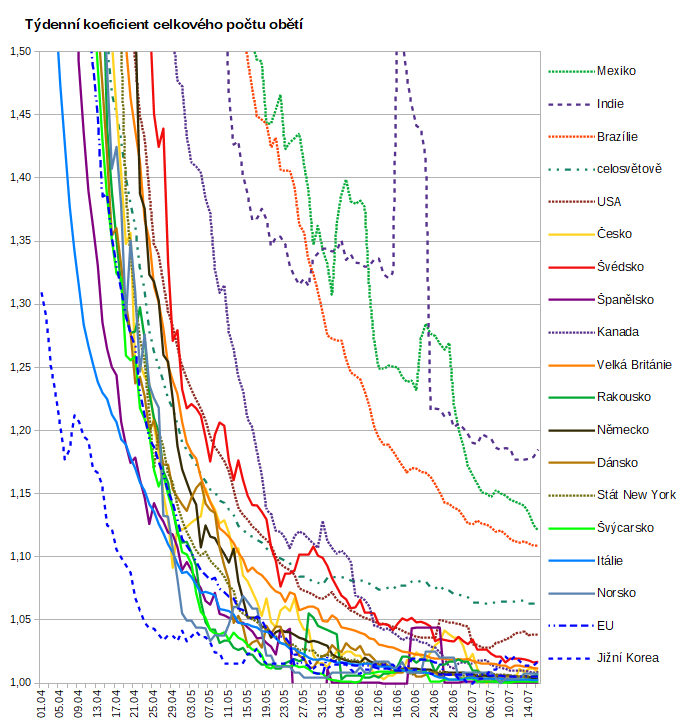 Týdenní koeficient celkového počtu obětí
1,50
1,45
1,40
1,35
1,30
1,25
1,20
1,15
1,10
1,05
1,00
01.04
05.04
09.04
13.04
17.04
21.04
25.04
29.04
03.05
07.05
11.05
15.05
19.05
23.05
27.05
31.05
04.06
08.06
12.06
16.06
20.06
24.06
28.06
02.07
06.07
10.07
14.07
Mexiko
Indie
Brazílie
celosvětově
USA
Česko
Švédsko
Španělsko
Kanada
Velká Británie
Rakousko
Německo
Dánsko
Stát New York
Švýcarsko
Itálie
Norsko
EU
Jižní Korea